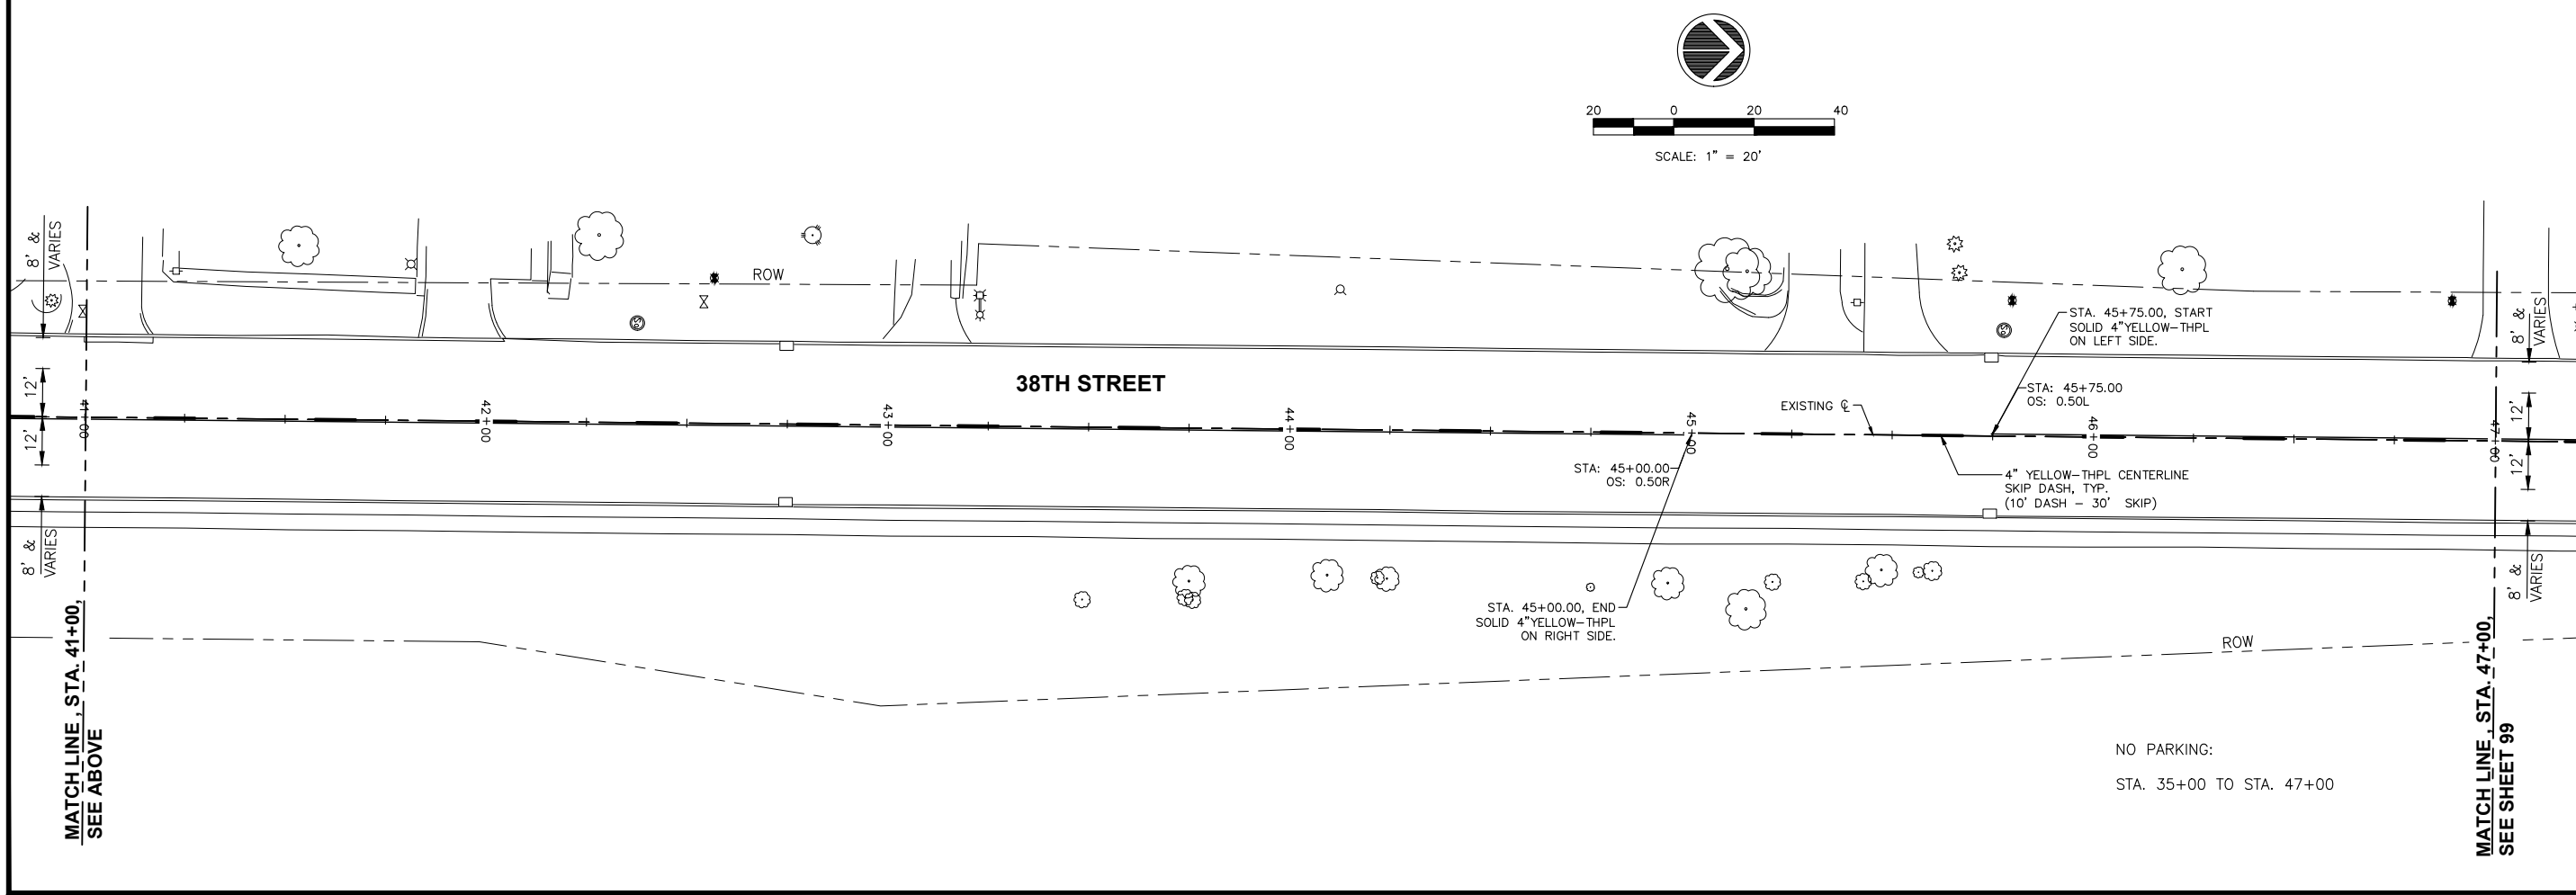 20 0 20 40
SCALE: 1" = 20'
8' &
VARIES
12'
12'
8' &
VARIES
MATCH LINE , STA. 41+00,
SEE ABOVE
41+00
42+00
43+00
44+00
45+00
46+00
47+00
ROW
SS
38TH STREET
EXISTING ℄
STA. 45+75.00, START
SOLID 4"YELLOW-THPL
ON LEFT SIDE.
STA: 45+75.00
OS: 0.50L
SS
STA: 45+00.00
OS: 0.50R
4" YELLOW-THPL CENTERLINE
SKIP DASH, TYP.
(10' DASH - 30' SKIP)
STA. 45+00.00, END
SOLID 4"YELLOW-THPL
ON RIGHT SIDE.
ROW
8' &
VARIES
12'
12'
8' &
VARIES
MATCH LINE , STA. 47+00,
SEE SHEET 99
NO PARKING:
STA. 35+00 TO STA. 47+00